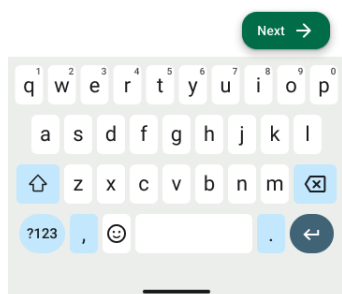 Next
1 2 3 4 5 6 7 8 9 0
q w e r t y u i o p
a s d f g h j k l
z x c v b n m
?123 , .